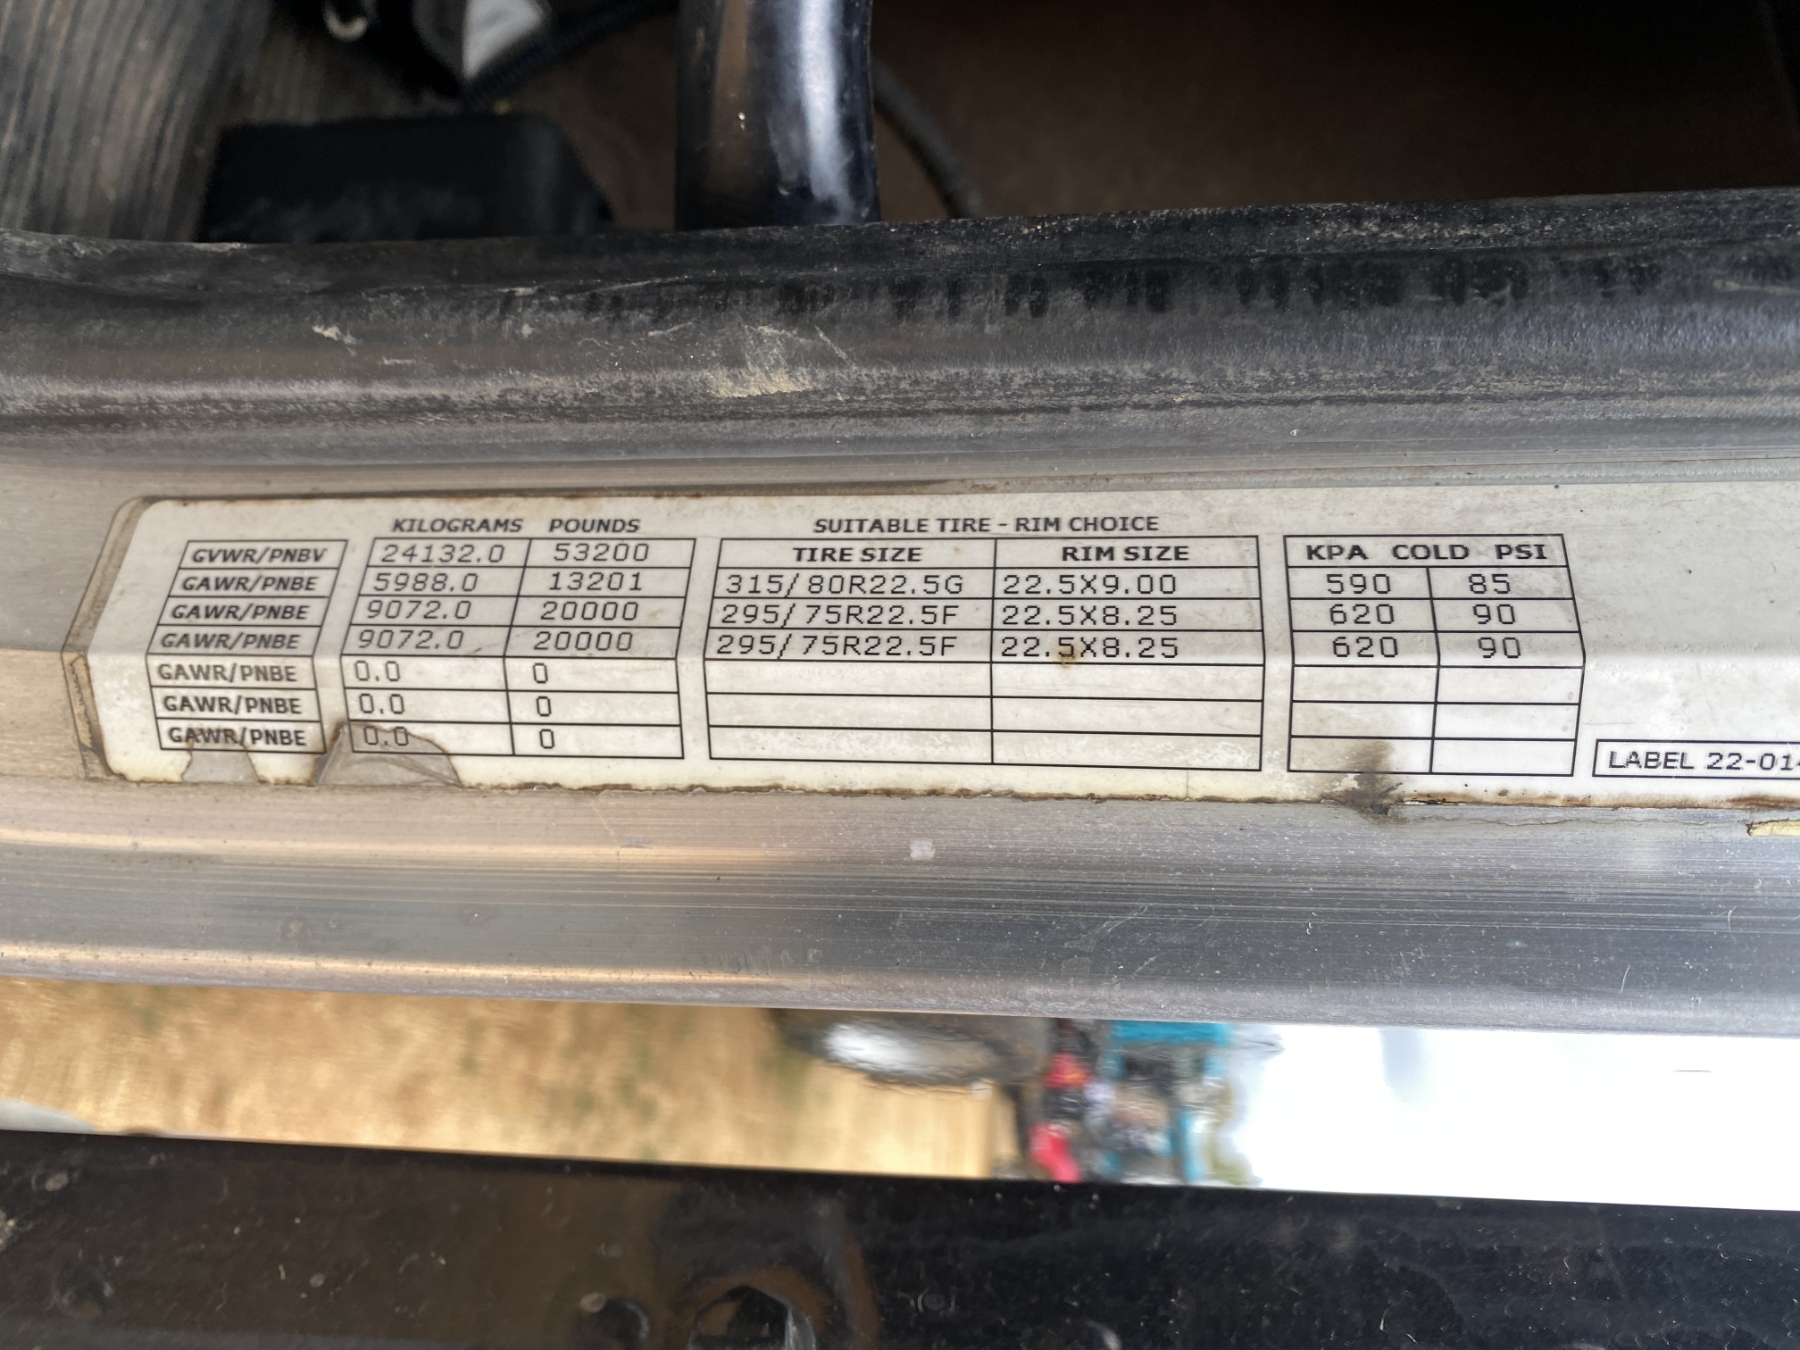 KILOGRAMS POUNDS SUITABLE TIRE - RIM CHOICE
GVWR/PNBV 24132.0 53200 TIRE SIZE RIM SIZE KPA COLD PSI
GAWR/PNBE 5988.0 13201 315/80R22.5G 22.5X9.00 590 85
GAWR/PNBE 9072.0 20000 295/75R22.5F 22.5X8.25 620 90
GAWR/PNBE 9072.0 20000 295/75R22.5F 22.5X8.25 620 90
GAWR/PNBE 0.0 0
GAWR/PNBE 0.0 0
GAWR/PNBE 0.0 0
LABEL 22-01